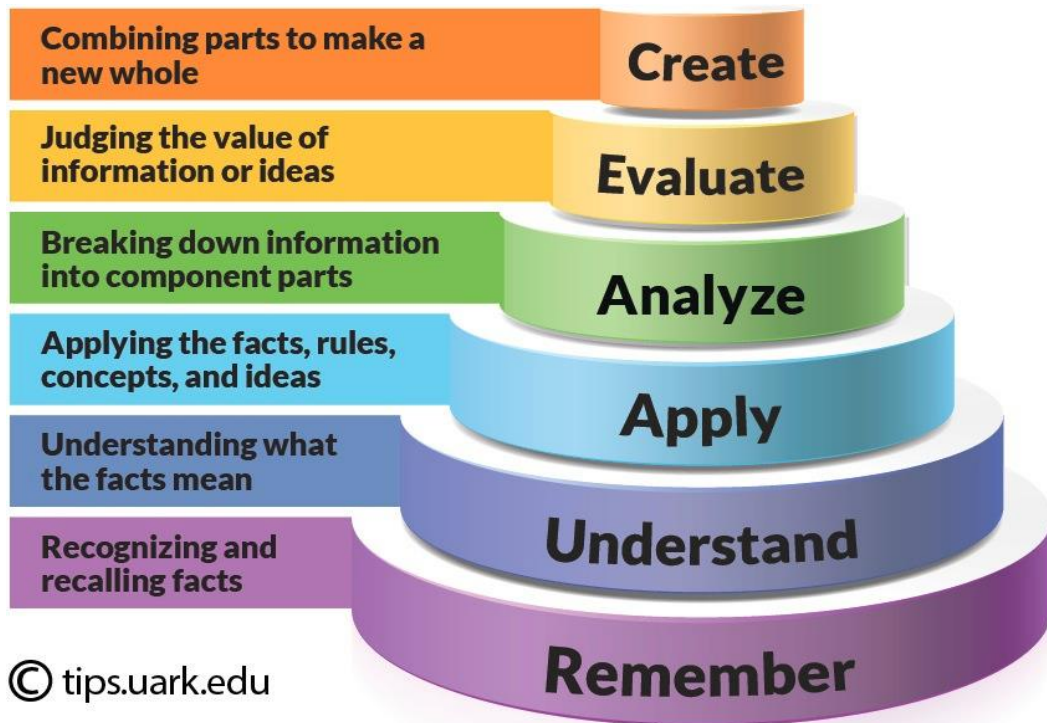 Combining parts to make a
new whole
Create
Judging the value of
information or ideas
Evaluate
Breaking down information
into component parts
Analyze
Applying the facts, rules,
concepts, and ideas
Apply
Understanding what
the facts mean
Understand
Recognizing and
recalling facts
Remember
© tips.uark.edu